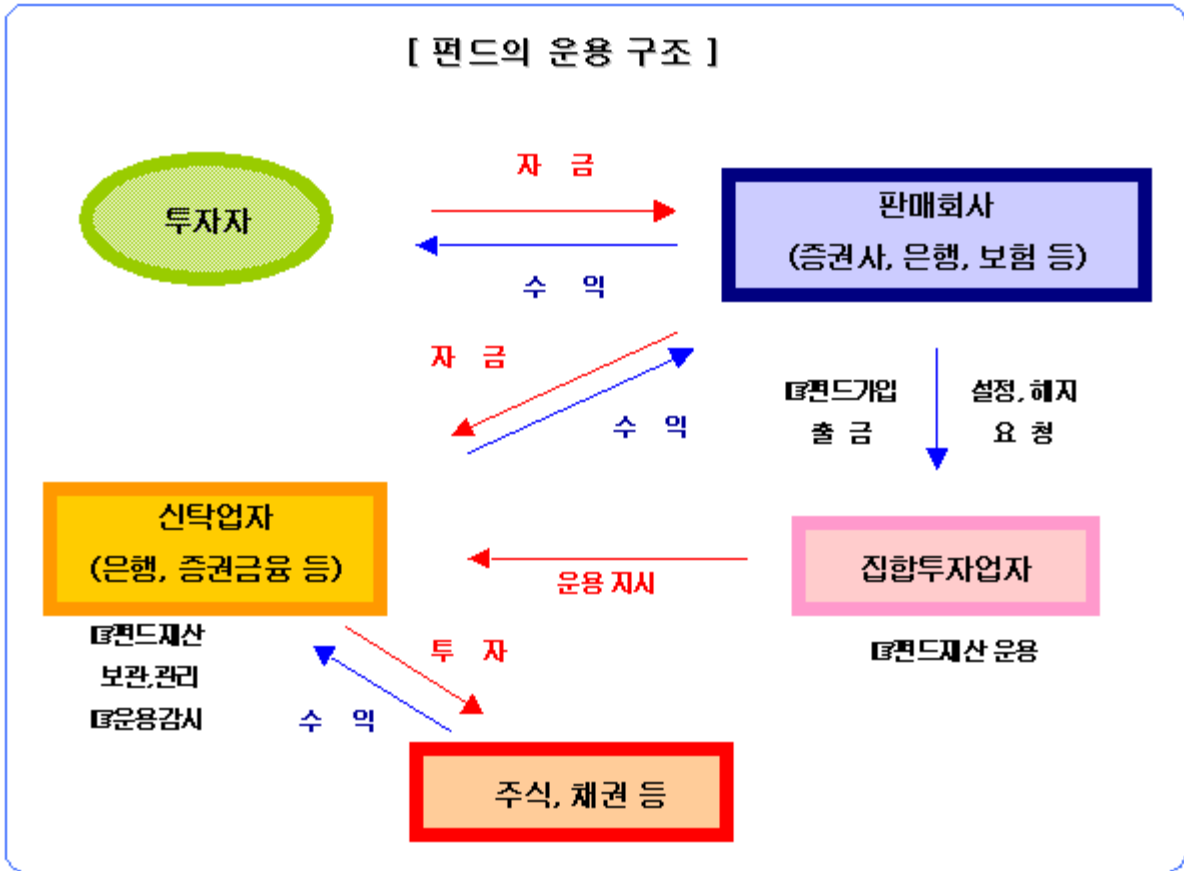 [ 펀드의 운용 구조 ]
자 금
투자자
판매회사
(증권사, 은행, 보험 등)
수 익
자 금
수 익
☞펀드가입
출 금
설정, 해지
요 청
신탁업자
(은행, 증권금융 등)
운용 지시
집합투자업자
☞펀드재산
보관,관리
☞운용감시
투 자
수 익
☞펀드재산 운용
주식, 채권 등